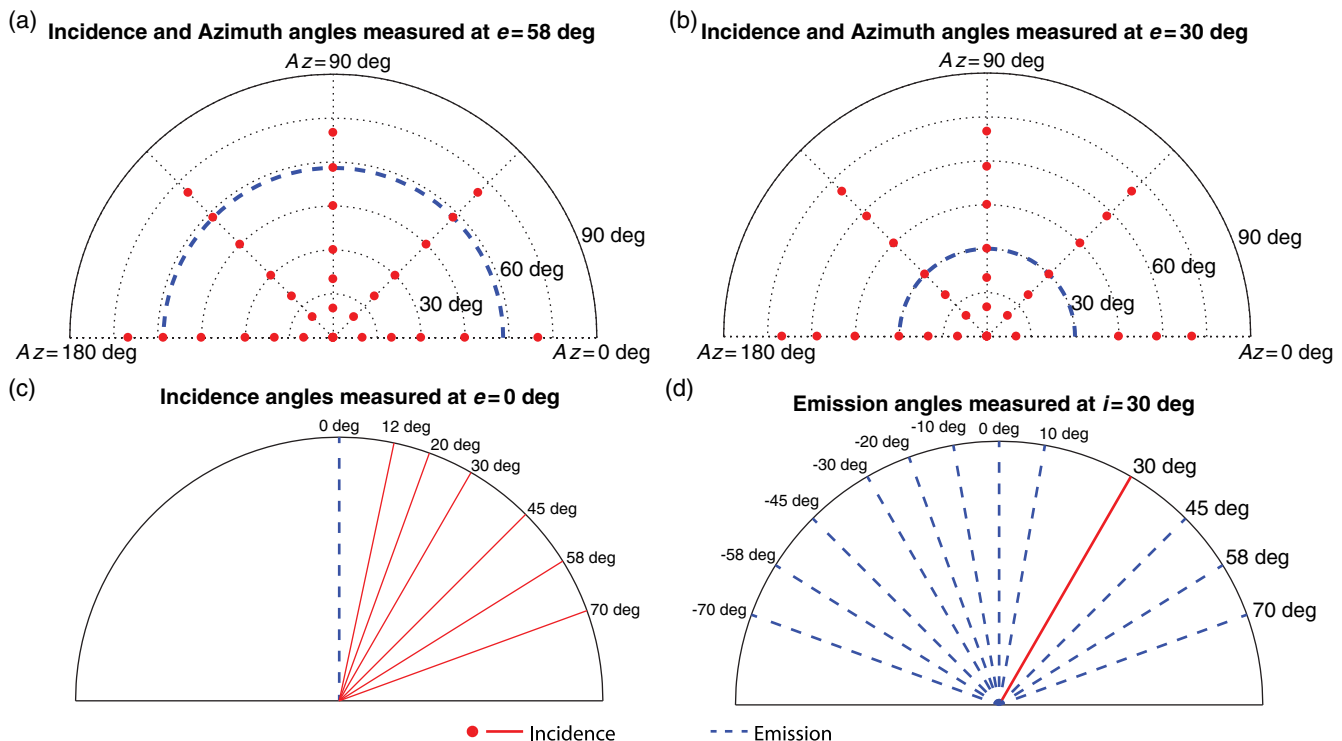 (a)
Incidence and Azimuth angles measured at e=58 deg
Az=90 deg
90 deg
60 deg
30 deg
Az=180 deg
Az=0 deg
(b)
Incidence and Azimuth angles measured at e=30 deg
Az=90 deg
90 deg
60 deg
30 deg
Az=180 deg
Az=0 deg
(c)
Incidence angles measured at e=0 deg
0 deg
12 deg
20 deg
30 deg
45 deg
58 deg
70 deg
(d)
Emission angles measured at i=30 deg
-70 deg
-58 deg
-45 deg
-30 deg
-20 deg
-10 deg
0 deg
10 deg
30 deg
45 deg
58 deg
70 deg
Incidence
Emission